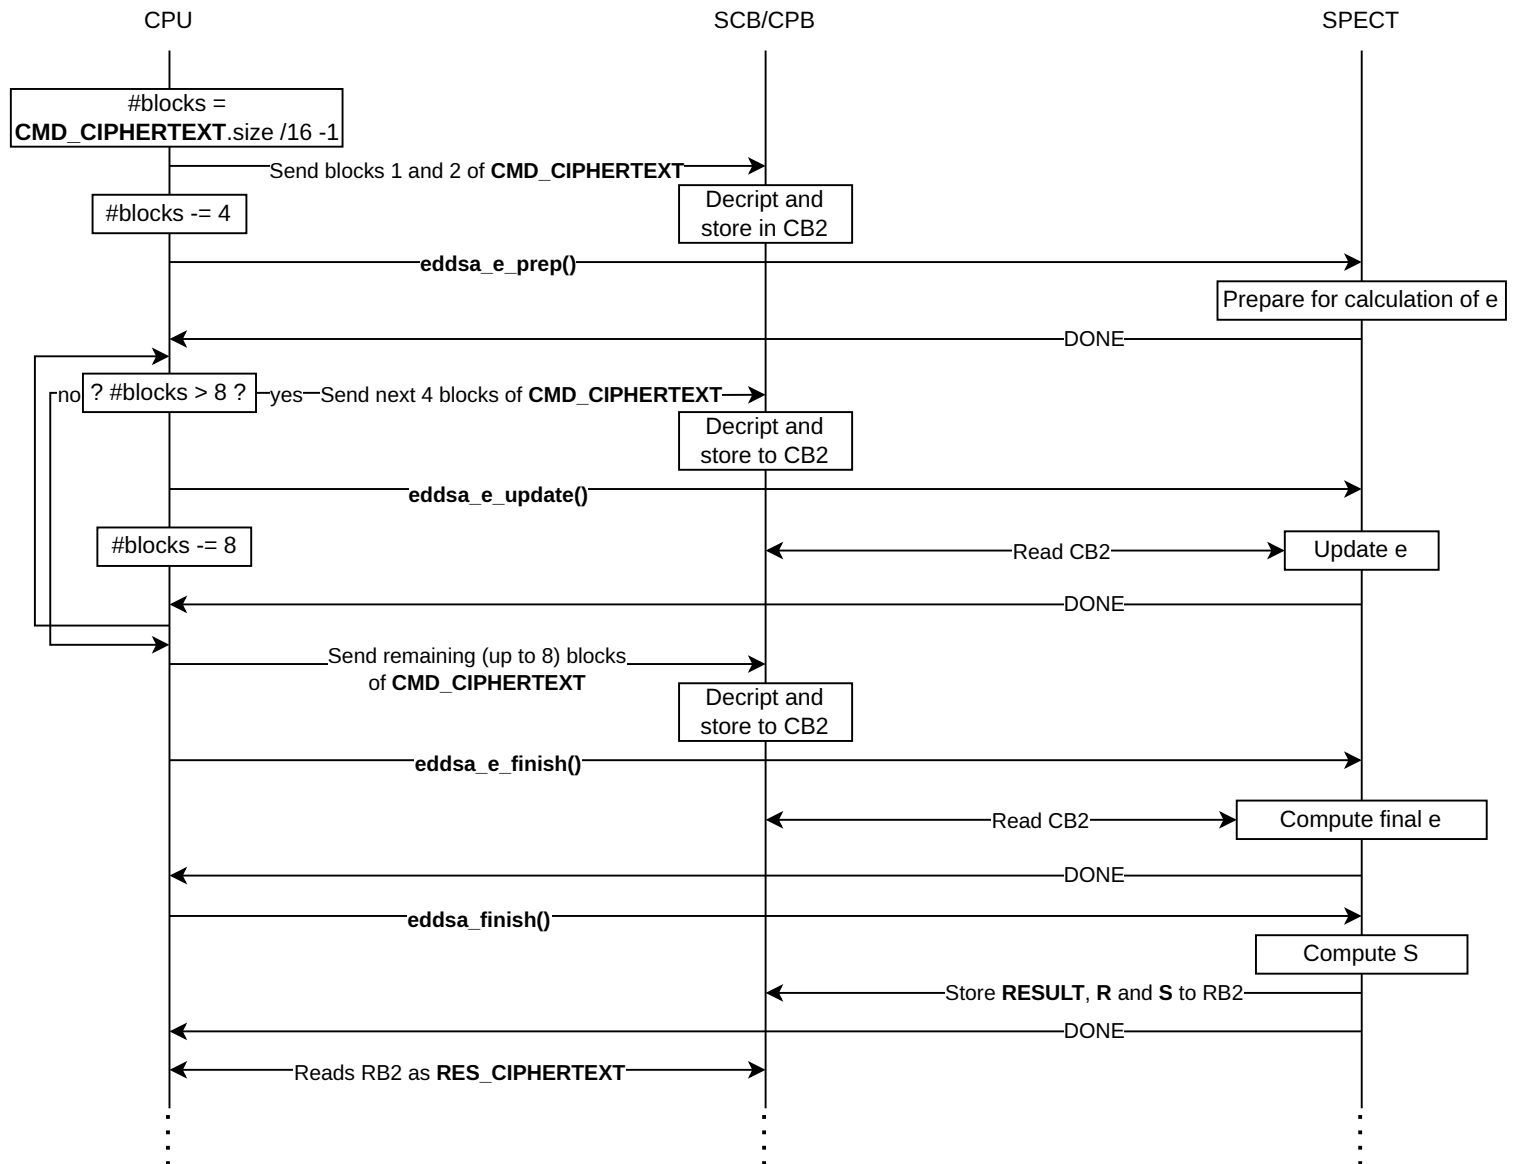 CPU
SCB/CPB
SPECT
#blocks =
CMD_CIPHERTEXT.size /16 -1
Send blocks 1 and 2 of CMD_CIPHERTEXT
Decript and
store in CB2
#blocks -= 4
eddsa_e_prep()
Prepare for calculation of e
DONE
no
? #blocks > 8 ?
yes
Send next 4 blocks of CMD_CIPHERTEXT
Decript and
store to CB2
eddsa_e_update()
#blocks -= 8
Read CB2
Update e
DONE
Send remaining (up to 8) blocks
of CMD_CIPHERTEXT
Decript and
store to CB2
eddsa_e_finish()
Read CB2
Compute final e
DONE
eddsa_finish()
Compute S
Store RESULT, R and S to RB2
DONE
Reads RB2 as RES_CIPHERTEXT